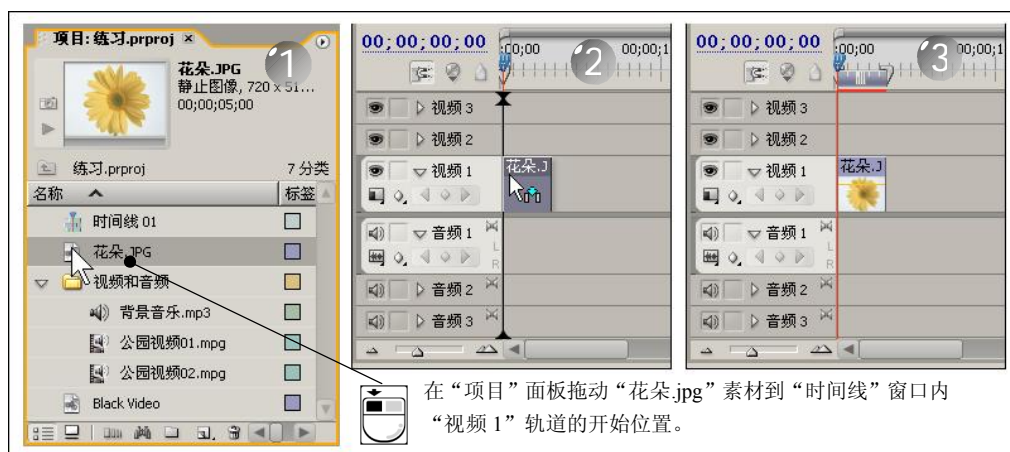 项目: 练习.prproj ×
1
花朵.JPG
静止图像, 720 x 51...
00;00;05;00
练习.prproj
7 分类
名称
标签
时间线 01
花朵.JPG
视频和音频
背景音乐.mp3
公园视频01.mpg
公园视频02.mpg
Black Video
00;00;00;00
;00;00
2
00;00;1
视频 3
视频 2
视频 1
花朵.J
音频 1
L
R
音频 2
音频 3
00;00;00;00
;00;00
3
00;00;1
视频 3
视频 2
视频 1
花朵.J
音频 1
L
R
音频 2
音频 3
在“项目”面板拖动“花朵.jpg”素材到“时间线”窗口内
“视频 1”轨道的开始位置。